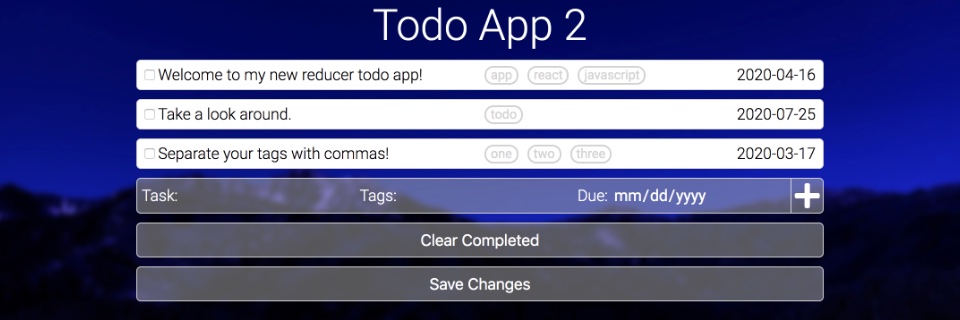 Todo App 2
Welcome to my new reducer todo app! app react javascript 2020-04-16
Take a look around. todo 2020-07-25
Separate your tags with commas! one two three 2020-03-17
Task: Tags: Due: mm/dd/yyyy
Clear Completed
Save Changes